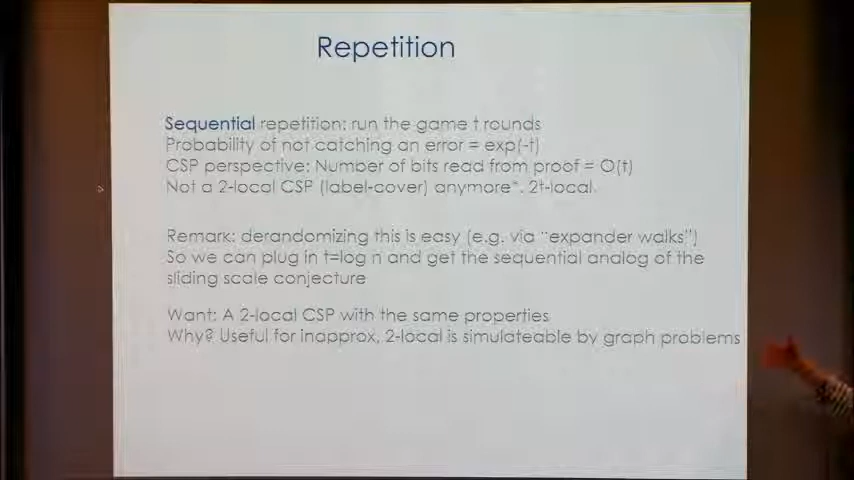 Repetition
Sequential repetition: run the game t rounds
Probability of not catching an error = exp(-t)
CSP perspective: Number of bits read from proof = O(t)
Not a 2-local CSP (label-cover) anymore*. 2t-local.
Remark: derandomizing this is easy (e.g. via "expander walks")
So we can plug in t=log n and get the sequential analog of the
sliding scale conjecture
Want: A 2-local CSP with the same properties
Why? Useful for inapprox, 2-local is simulateable by graph problems